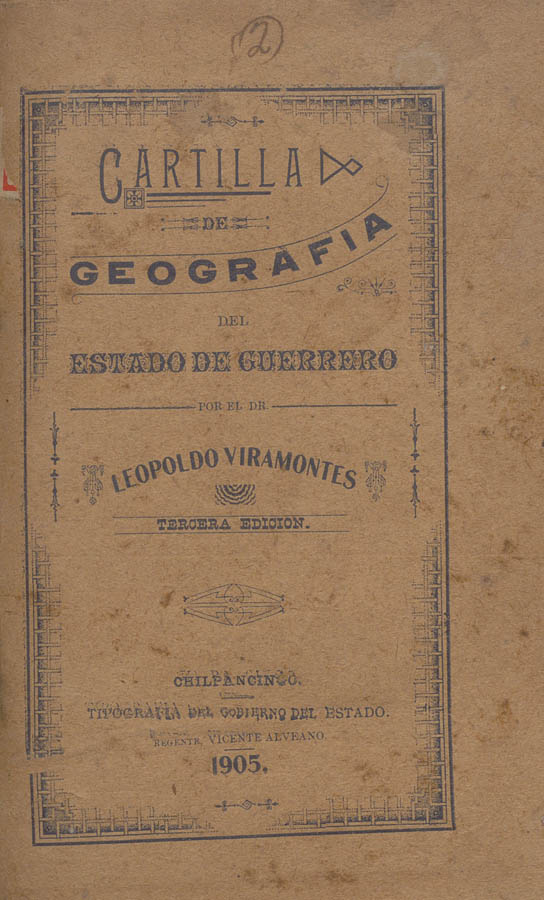 2
CARTILLA
DE
GEOGRAFIA
DEL
ESTADO DE GUERRERO
POR EL DR.
LEOPOLDO VIRAMONTES
TERCERA EDICION.
CHILPANCINGO.
TIPOGRAFIA DEL GOBIERNO DEL ESTADO.
REGENTE, VICENTE ALVEANO.
1905.